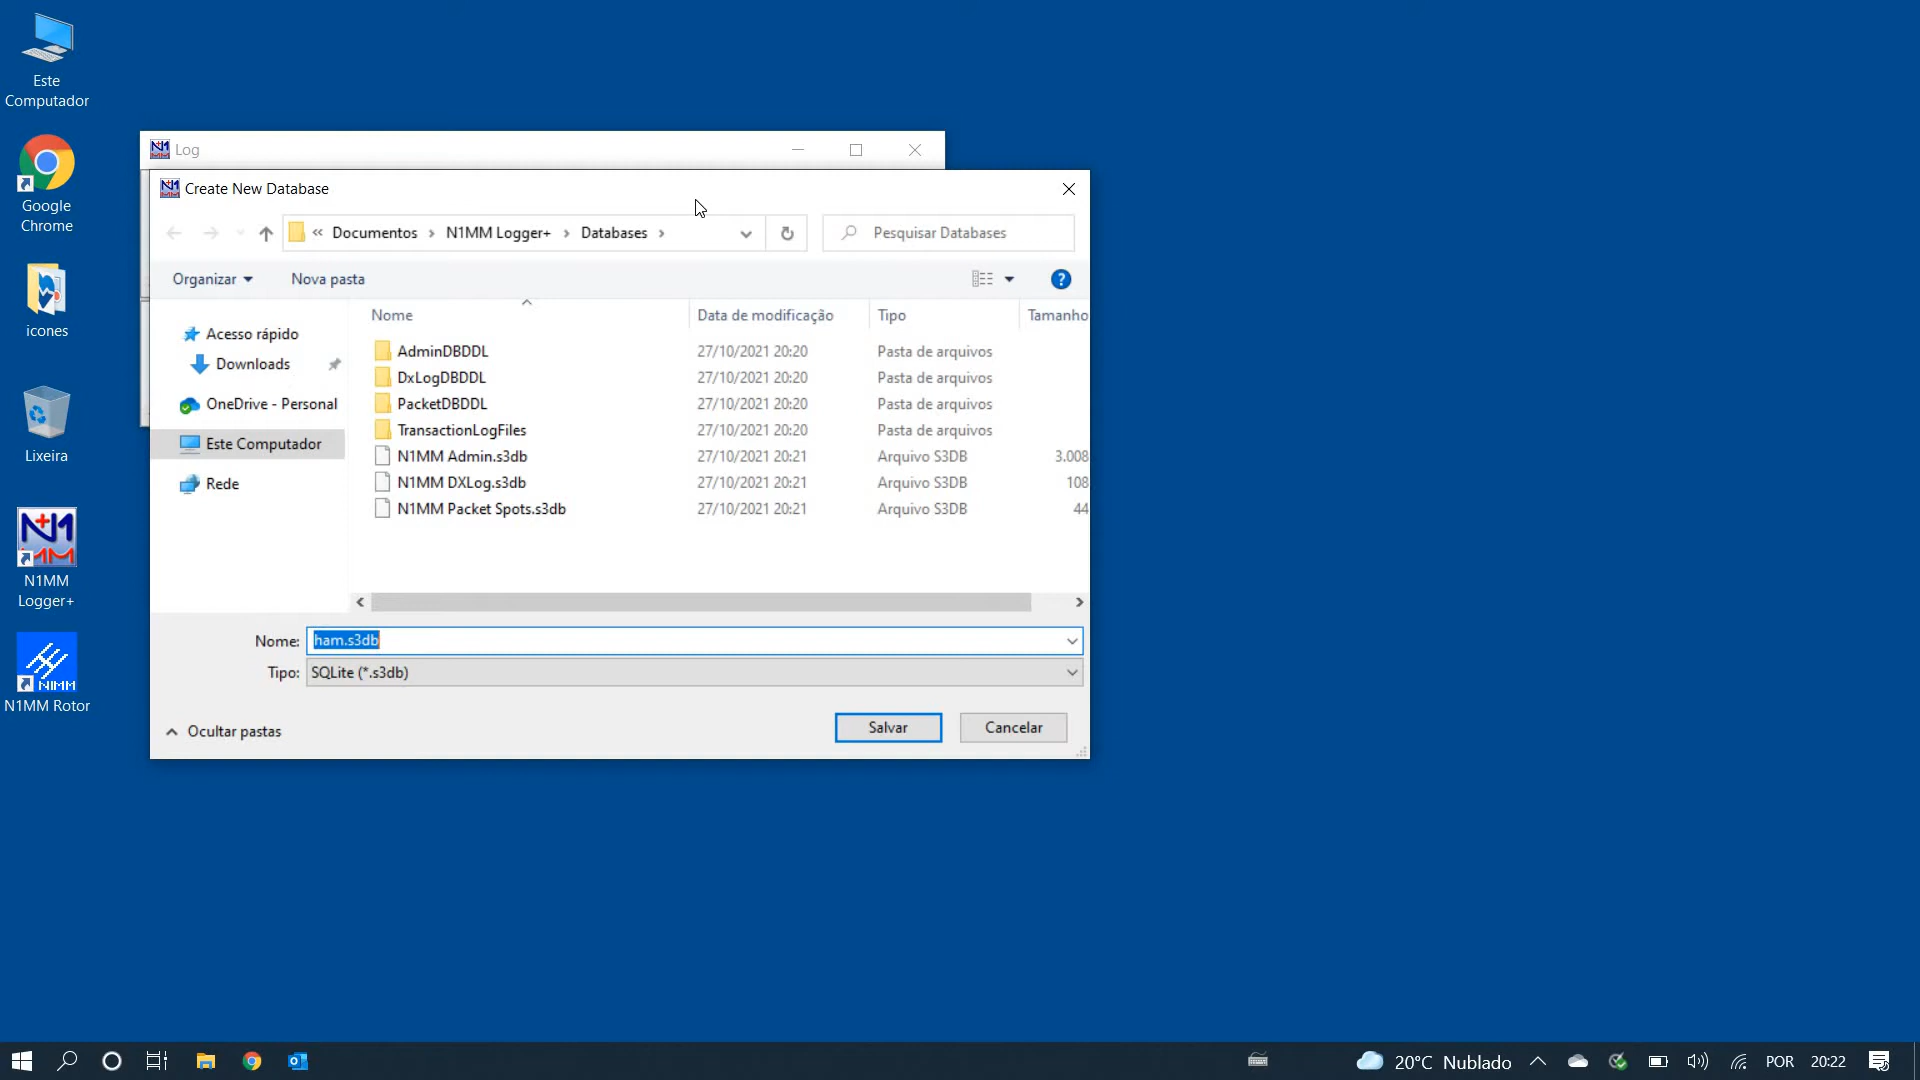 Este
Computador
Google
Chrome
icones
Lixeira
N1MM
Logger+
N1MM Rotor
Log
Create New Database
« Documentos › N1MM Logger+ › Databases ›
Pesquisar Databases
Organizar
Nova pasta
Nome Data de modificação Tipo Tamanho
Acesso rápido
Downloads
OneDrive - Personal
Este Computador
Rede
AdminDBDDL 27/10/2021 20:20 Pasta de arquivos
DxLogDBDDL 27/10/2021 20:20 Pasta de arquivos
PacketDBDDL 27/10/2021 20:20 Pasta de arquivos
TransactionLogFiles 27/10/2021 20:20 Pasta de arquivos
N1MM Admin.s3db 27/10/2021 20:21 Arquivo S3DB 3.008
N1MM DXLog.s3db 27/10/2021 20:21 Arquivo S3DB 108
N1MM Packet Spots.s3db 27/10/2021 20:21 Arquivo S3DB 44
Nome: ham.s3db
Tipo: SQLite (*.s3db)
Ocultar pastas
Salvar
Cancelar
20°C Nublado
POR
20:22